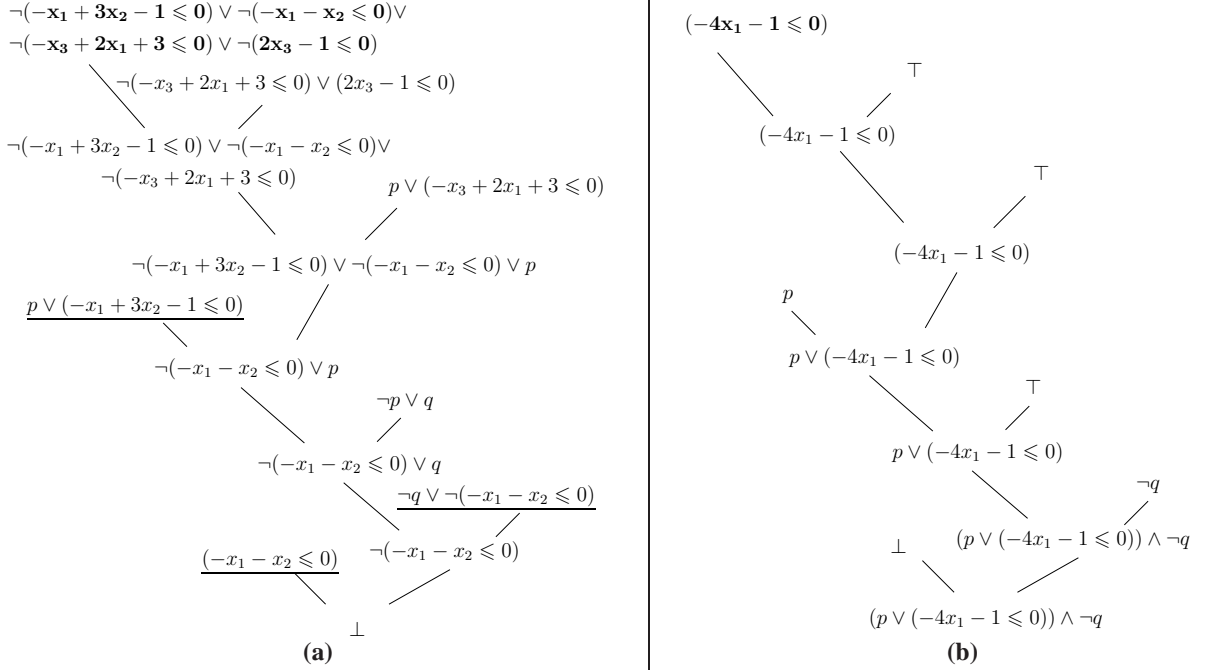 ¬(−x₁ + 3x₂ − 1 ⩽ 0) ∨ ¬(−x₁ − x₂ ⩽ 0)∨
¬(−x₃ + 2x₁ + 3 ⩽ 0) ∨ ¬(2x₃ − 1 ⩽ 0)
¬(−x₃ + 2x₁ + 3 ⩽ 0) ∨ (2x₃ − 1 ⩽ 0)
¬(−x₁ + 3x₂ − 1 ⩽ 0) ∨ ¬(−x₁ − x₂ ⩽ 0)∨
¬(−x₃ + 2x₁ + 3 ⩽ 0)
p ∨ (−x₃ + 2x₁ + 3 ⩽ 0)
¬(−x₁ + 3x₂ − 1 ⩽ 0) ∨ ¬(−x₁ − x₂ ⩽ 0) ∨ p
p ∨ (−x₁ + 3x₂ − 1 ⩽ 0)
¬(−x₁ − x₂ ⩽ 0) ∨ p
¬p ∨ q
¬(−x₁ − x₂ ⩽ 0) ∨ q
¬q ∨ ¬(−x₁ − x₂ ⩽ 0)
(−x₁ − x₂ ⩽ 0)
¬(−x₁ − x₂ ⩽ 0)
⊥
(a)
(−4x₁ − 1 ⩽ 0)
⊤
(−4x₁ − 1 ⩽ 0)
⊤
(−4x₁ − 1 ⩽ 0)
p
p ∨ (−4x₁ − 1 ⩽ 0)
⊤
p ∨ (−4x₁ − 1 ⩽ 0)
¬q
(p ∨ (−4x₁ − 1 ⩽ 0)) ∧ ¬q
⊥
(p ∨ (−4x₁ − 1 ⩽ 0)) ∧ ¬q
(b)